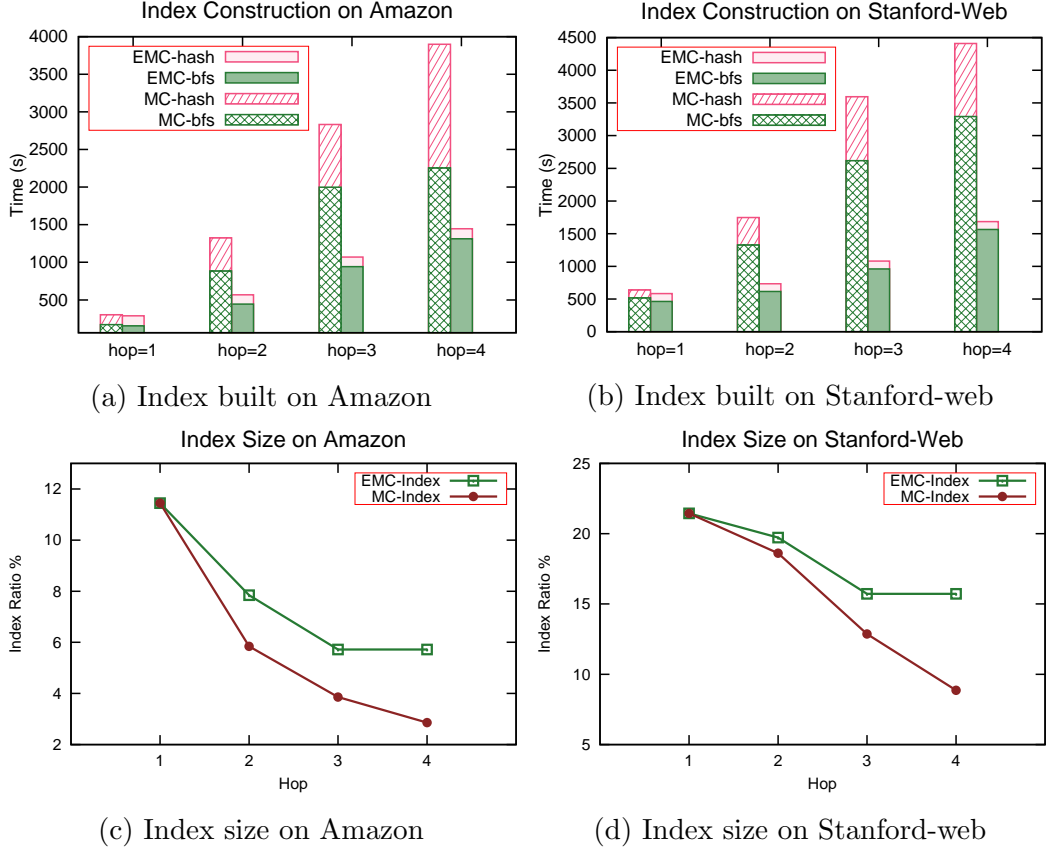 Index Construction on Amazon
Time (s)
4000
3500
3000
2500
2000
1500
1000
500
EMC-hash
EMC-bfs
MC-hash
MC-bfs
hop=1 hop=2 hop=3 hop=4
(a) Index built on Amazon
Index Construction on Stanford-Web
Time (s)
4500
4000
3500
3000
2500
2000
1500
1000
500
0
EMC-hash
EMC-bfs
MC-hash
MC-bfs
hop=1 hop=2 hop=3 hop=4
(b) Index built on Stanford-web
Index Size on Amazon
Index Ratio %
12
10
8
6
4
2
EMC-Index
MC-Index
1 2 3 4
Hop
(c) Index size on Amazon
Index Size on Stanford-Web
Index Ratio %
25
20
15
10
5
EMC-Index
MC-Index
1 2 3 4
Hop
(d) Index size on Stanford-web